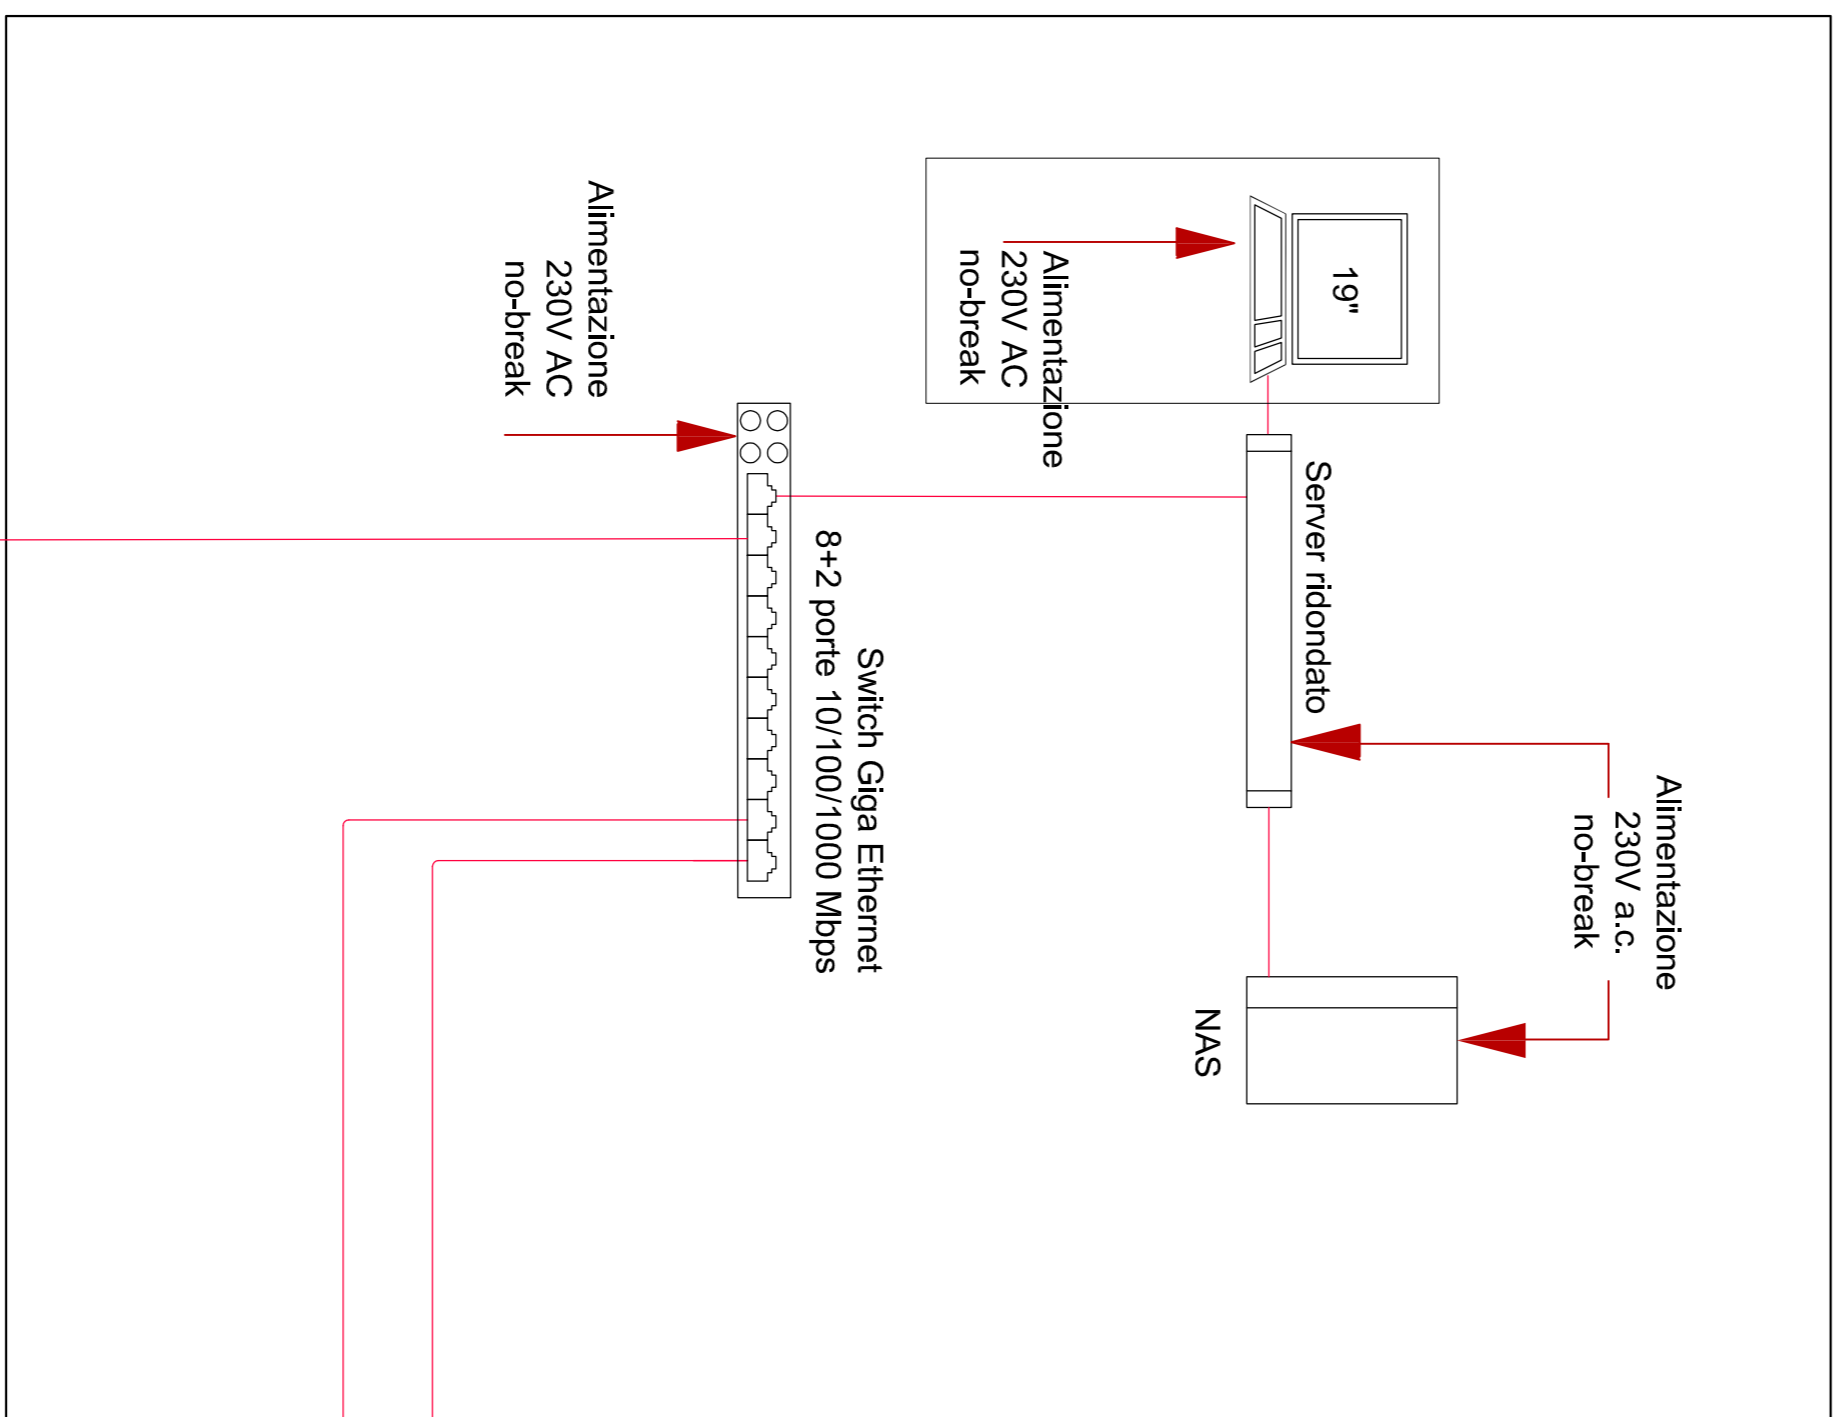 Alimentazione
230V a.c.
no-break
19"
Server ridondato
NAS
Alimentazione
230V AC
no-break
Switch Giga Ethernet
8+2 porte 10/100/1000 Mbps
Alimentazione
230V AC
no-break